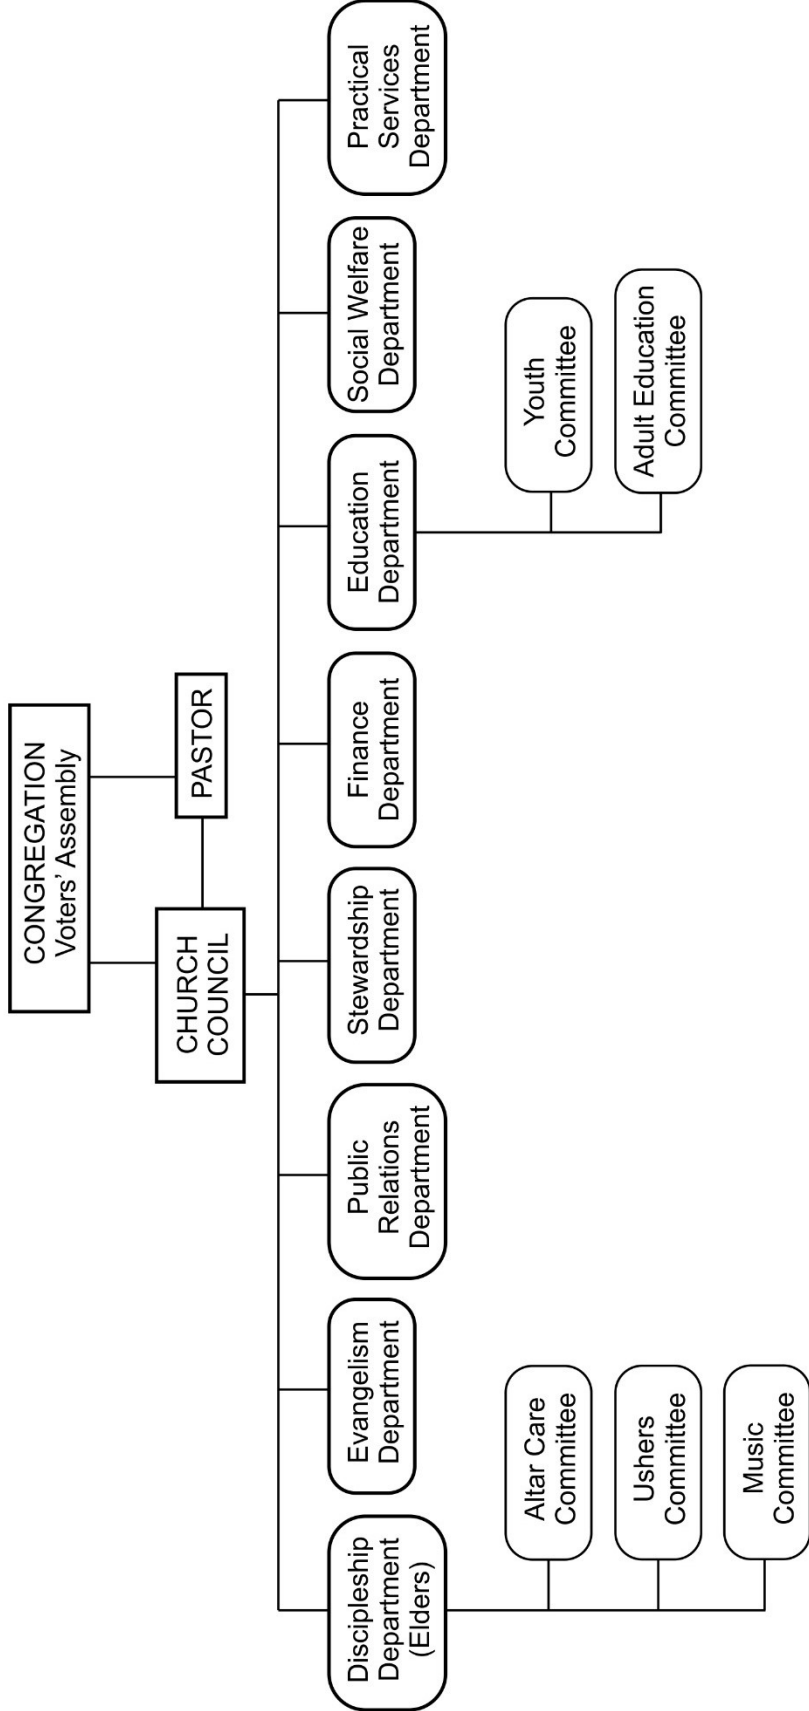 CONGREGATION
Voters' Assembly
CHURCH
COUNCIL
PASTOR
Discipleship
Department
(Elders)
Evangelism
Department
Public
Relations
Department
Stewardship
Department
Finance
Department
Education
Department
Social Welfare
Department
Practical
Services
Department
Altar Care
Committee
Ushers
Committee
Music
Committee
Youth
Committee
Adult Education
Committee